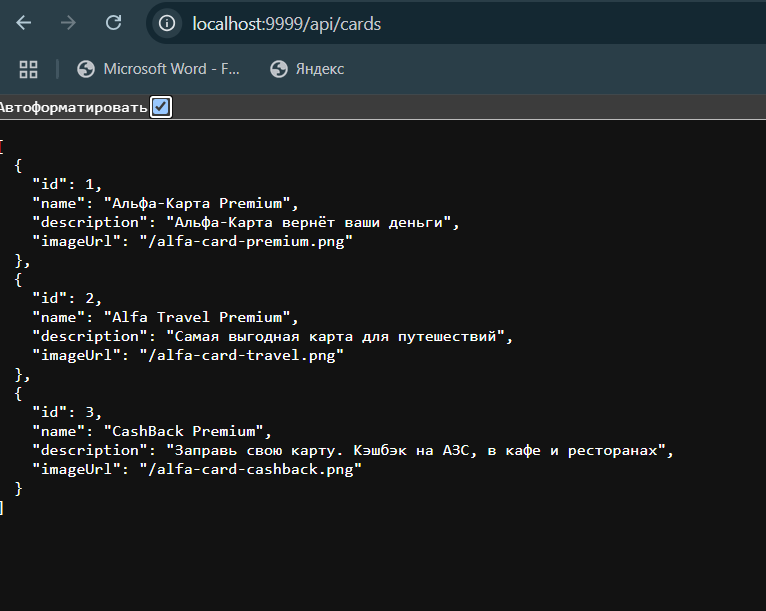 localhost:9999/api/cards
Microsoft Word - F... Яндекс
Автоформатировать
[
  {
    "id": 1,
    "name": "Альфа-Карта Premium",
    "description": "Альфа-Карта вернёт ваши деньги",
    "imageUrl": "/alfa-card-premium.png"
  },
  {
    "id": 2,
    "name": "Alfa Travel Premium",
    "description": "Самая выгодная карта для путешествий",
    "imageUrl": "/alfa-card-travel.png"
  },
  {
    "id": 3,
    "name": "CashBack Premium",
    "description": "Заправь свою карту. Кэшбэк на АЗС, в кафе и ресторанах",
    "imageUrl": "/alfa-card-cashback.png"
  }
]